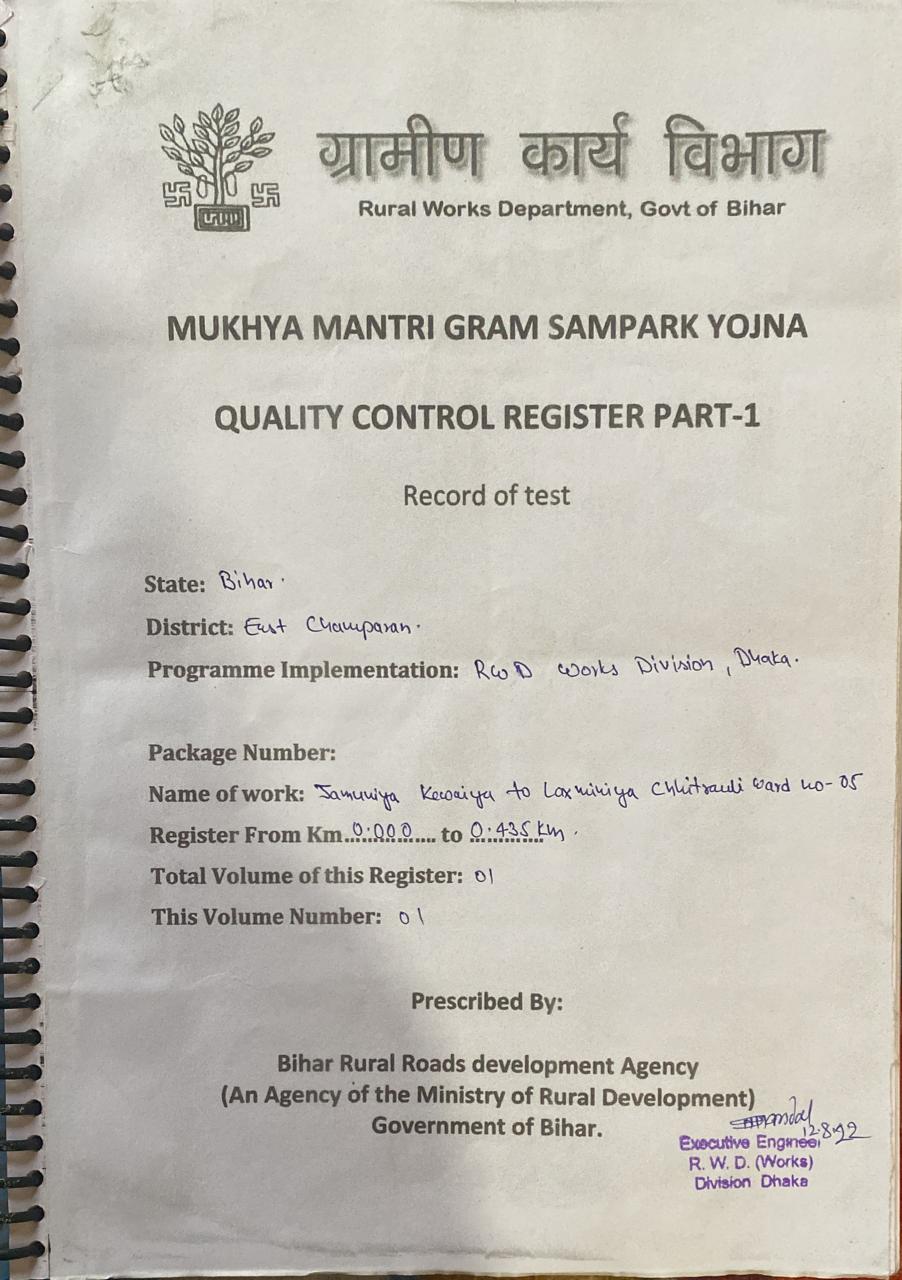 ग्रामीण कार्य विभाग
Rural Works Department, Govt of Bihar
MUKHYA MANTRI GRAM SAMPARK YOJNA
QUALITY CONTROL REGISTER PART-1
Record of test
State: Bihar.
District: East Champaran.
Programme Implementation: RWD Works Division, Dhaka.
Package Number:
Name of work: Jamuniya Kewaiya to Laxminiya Chhitrauli ward no-05
Register From Km 0:000 to 0:435 Km.
Total Volume of this Register: 01
This Volume Number: 01
Prescribed By:
Bihar Rural Roads development Agency
(An Agency of the Ministry of Rural Development)
Government of Bihar.
Executive Engineer
R. W. D. (Works)
Division Dhaka